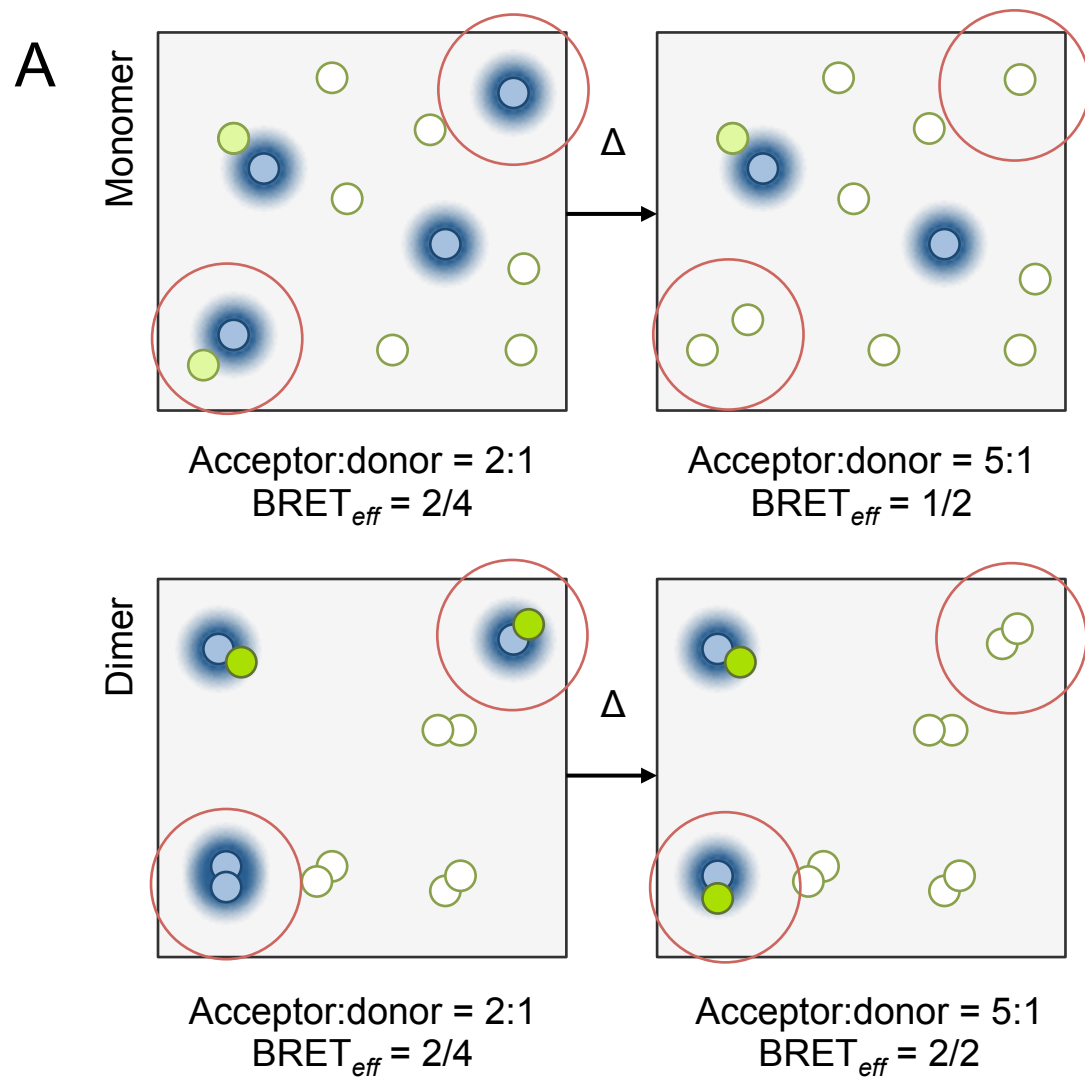 A
Monomer
Δ
Acceptor:donor = 2:1
BRETeff = 2/4
Acceptor:donor = 5:1
BRETeff = 1/2
Dimer
Δ
Acceptor:donor = 2:1
BRETeff = 2/4
Acceptor:donor = 5:1
BRETeff = 2/2